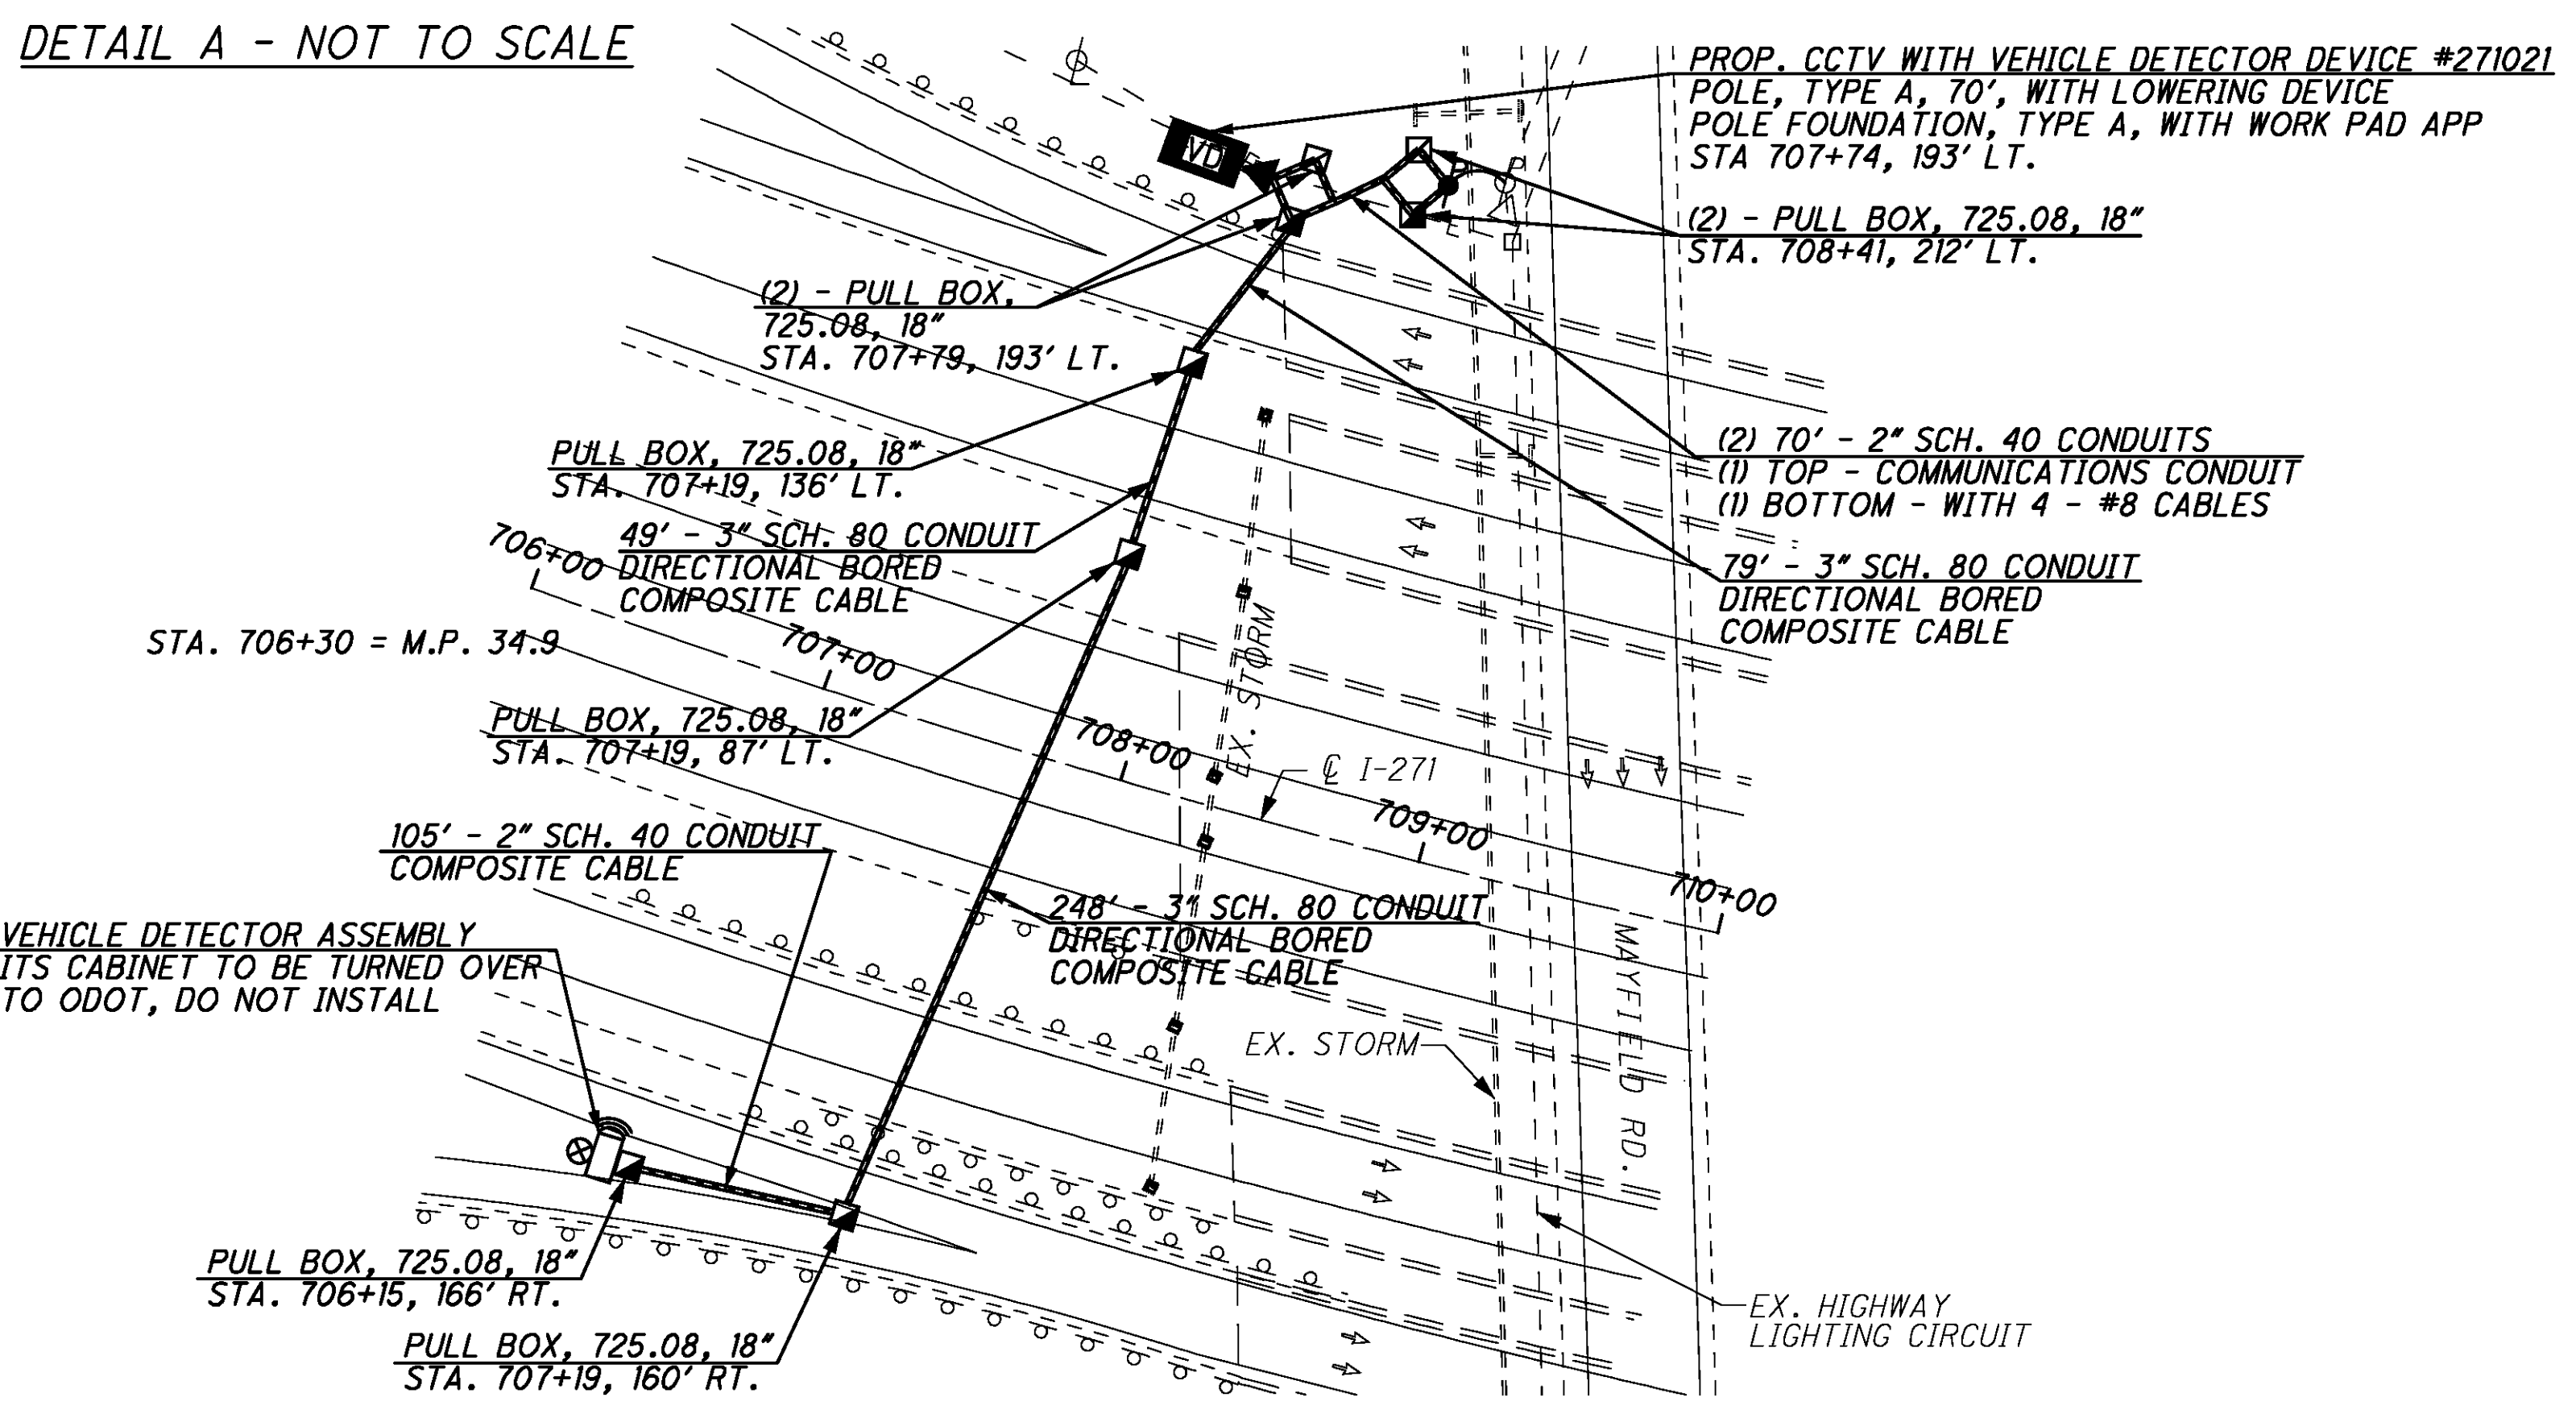 DETAIL A - NOT TO SCALE
PROP. CCTV WITH VEHICLE DETECTOR DEVICE #271021
POLE, TYPE A, 70', WITH LOWERING DEVICE
POLE FOUNDATION, TYPE A, WITH WORK PAD APP
STA 707+74, 193' LT.
VD
(2) - PULL BOX, 725.08, 18"
STA. 708+41, 212' LT.
(2) - PULL BOX,
725.08, 18"
STA. 707+79, 193' LT.
PULL BOX, 725.08, 18"
STA. 707+19, 136' LT.
(2) 70' - 2" SCH. 40 CONDUITS
(1) TOP - COMMUNICATIONS CONDUIT
(1) BOTTOM - WITH 4 - #8 CABLES
49' - 3" SCH. 80 CONDUIT
DIRECTIONAL BORED
COMPOSITE CABLE
79' - 3" SCH. 80 CONDUIT
DIRECTIONAL BORED
COMPOSITE CABLE
706+00
STA. 706+30 = M.P. 34.9
707+00
EX. STORM
PULL BOX, 725.08, 18"
STA. 707+19, 87' LT.
708+00
℄ I-271
709+00
710+00
105' - 2" SCH. 40 CONDUIT
COMPOSITE CABLE
248' - 3" SCH. 80 CONDUIT
DIRECTIONAL BORED
COMPOSITE CABLE
VEHICLE DETECTOR ASSEMBLY
ITS CABINET TO BE TURNED OVER
TO ODOT, DO NOT INSTALL
MAYFIELD RD.
EX. STORM
PULL BOX, 725.08, 18"
STA. 706+15, 166' RT.
PULL BOX, 725.08, 18"
STA. 707+19, 160' RT.
EX. HIGHWAY
LIGHTING CIRCUIT